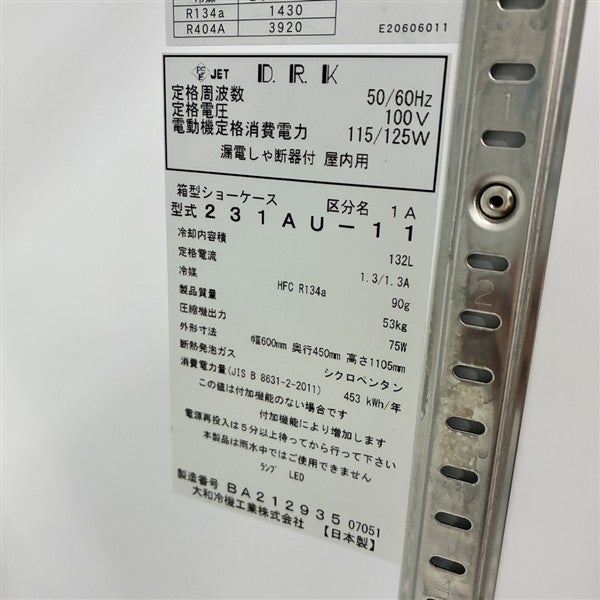 R134a 1430
R404A 3920
E20606011
PS E JET D.R.K
定格周波数 50/60Hz
定格電圧 100V
電動機定格消費電力 115/125W
漏電しゃ断器付 屋内用
箱型ショーケース 区分名 1A
型式 231AU-11
冷却内容積 132L
定格電流 1.3/1.3A
冷媒 HFC R134a 90g
製品質量 53kg
圧縮機出力 75W
外形寸法 幅600mm 奥行450mm 高さ1105mm
断熱発泡ガス シクロペンタン
消費電力量(JIS B 8631-2-2011) 453 kWh/年
この値は付加機能のない場合です
付加機能により増加します
電源再投入は5分以上待ってから行って下さい
本製品は雨水中ではご使用できません
ランプ LED
製造番号 BA212935 07051
大和冷機工業株式会社
【日本製】
1
2
3
4